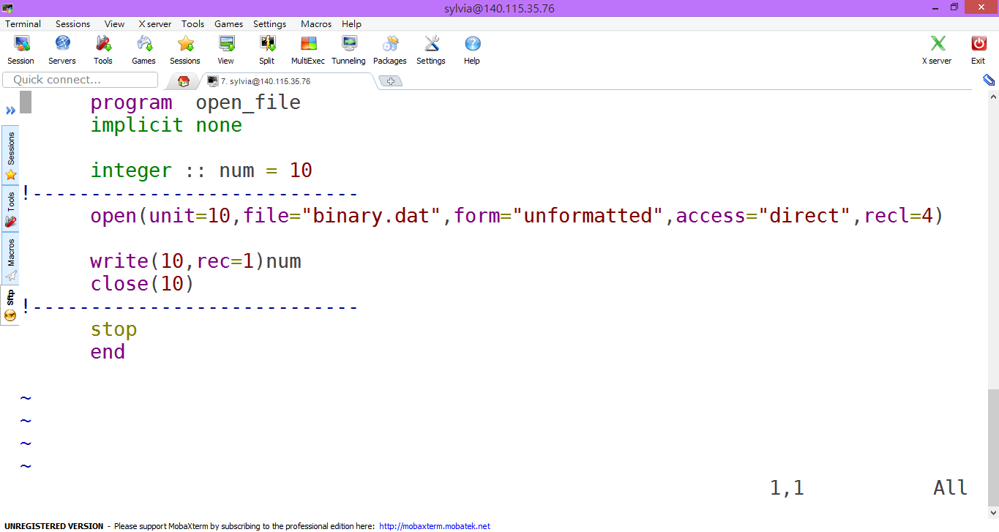 sylvia@140.115.35.76
Terminal Sessions View X server Tools Games Settings Macros Help
Session Servers Tools Games Sessions View Split MultiExec Tunneling Packages Settings Help X server Exit
Quick connect...
7. sylvia@140.115.35.76
Sessions
Tools
Macros
Sftp
program  open_file
implicit none
integer :: num = 10
!----------------------------
open(unit=10,file="binary.dat",form="unformatted",access="direct",recl=4)
write(10,rec=1)num
close(10)
!----------------------------
stop
end
~
~
~
~
1,1 All
UNREGISTERED VERSION - Please support MobaXterm by subscribing to the professional edition here: http://mobaxterm.mobatek.net